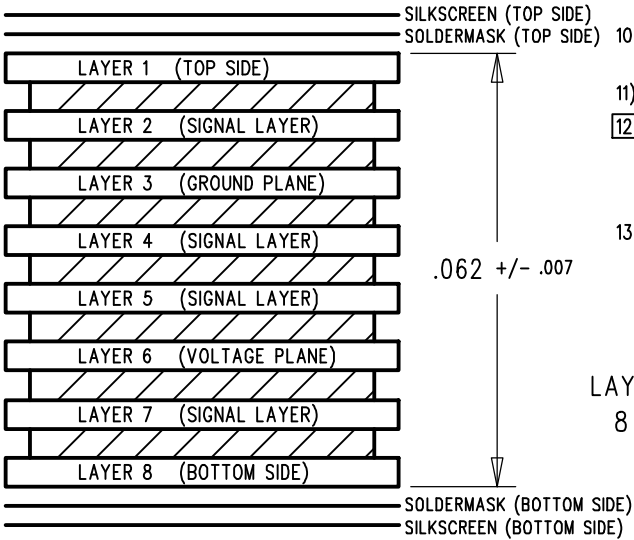 SILKSCREEN (TOP SIDE)
SOLDERMASK (TOP SIDE) 10
LAYER 1 (TOP SIDE)
11)
LAYER 2 (SIGNAL LAYER)
12
LAYER 3 (GROUND PLANE)
LAYER 4 (SIGNAL LAYER)
13
.062 +/- .007
LAYER 5 (SIGNAL LAYER)
LAYER 6 (VOLTAGE PLANE)
LAY
LAYER 7 (SIGNAL LAYER)
8
LAYER 8 (BOTTOM SIDE)
SOLDERMASK (BOTTOM SIDE)
SILKSCREEN (BOTTOM SIDE)